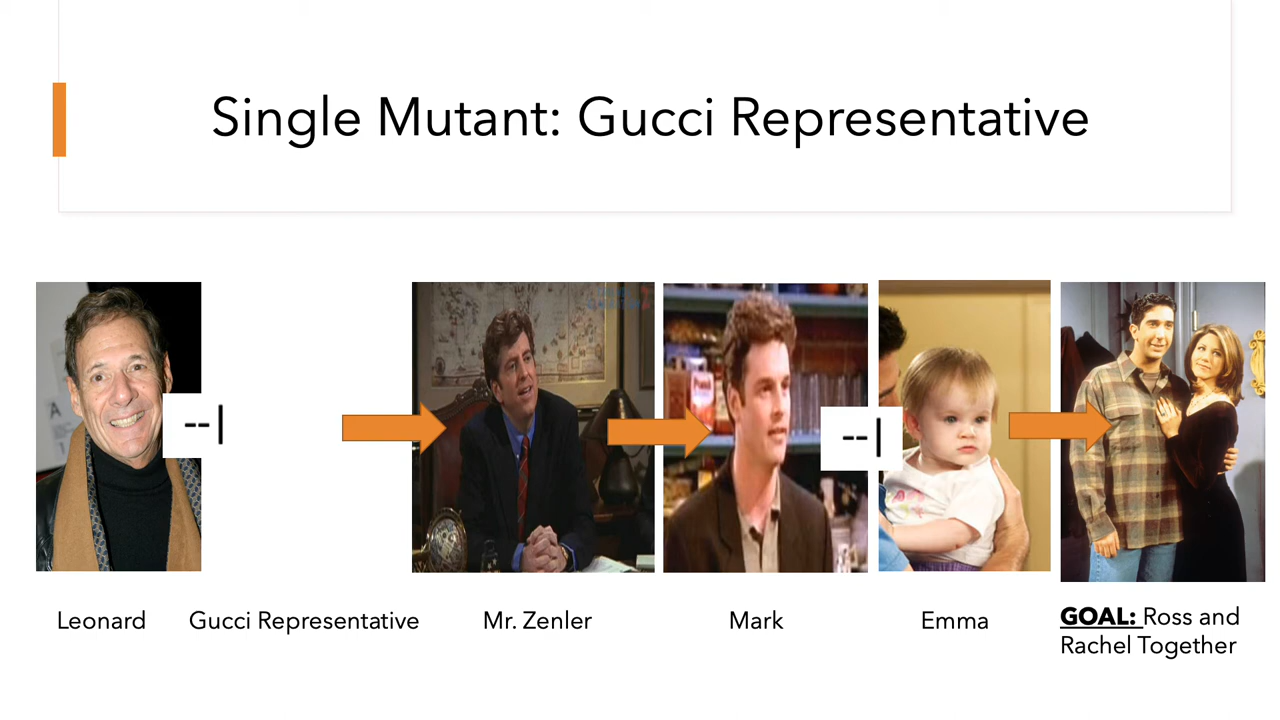 Single Mutant: Gucci Representative
--|
--|
Leonard
Gucci Representative
Mr. Zenler
Mark
Emma
GOAL: Ross and
Rachel Together